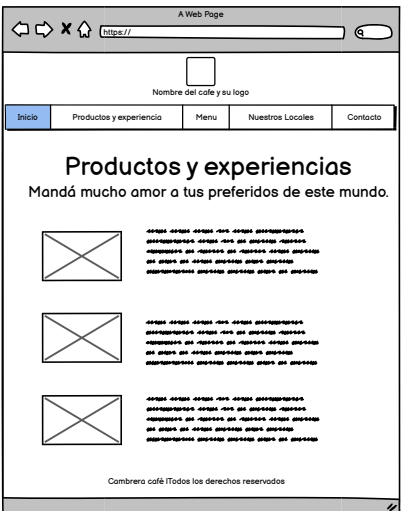 A Web Page
https://
Nombre del cafe y su logo
Inicio
Productos y experiencia
Menu
Nuestros Locales
Contacto
Productos y experiencias
Mandá mucho amor a tus preferidos de este mundo.
Cambrera café |Todos los derechos reservados